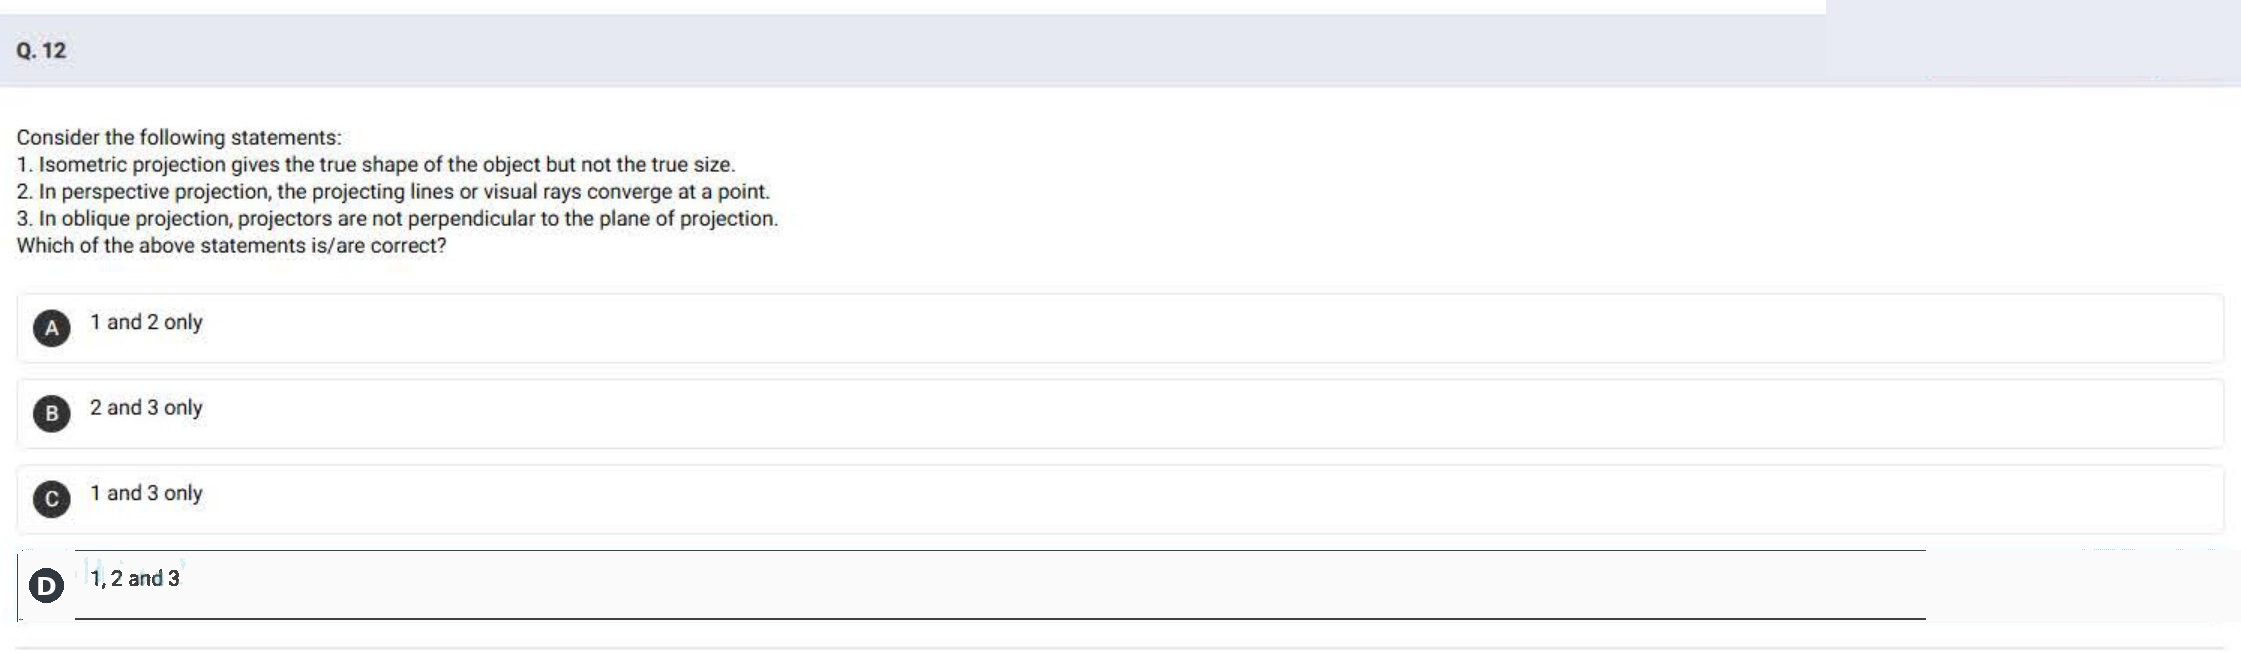 Q. 12
Consider the following statements:
1. Isometric projection gives the true shape of the object but not the true size.
2. In perspective projection, the projecting lines or visual rays converge at a point.
3. In oblique projection, projectors are not perpendicular to the plane of projection.
Which of the above statements is/are correct?
A 1 and 2 only
B 2 and 3 only
C 1 and 3 only
D 1, 2 and 3